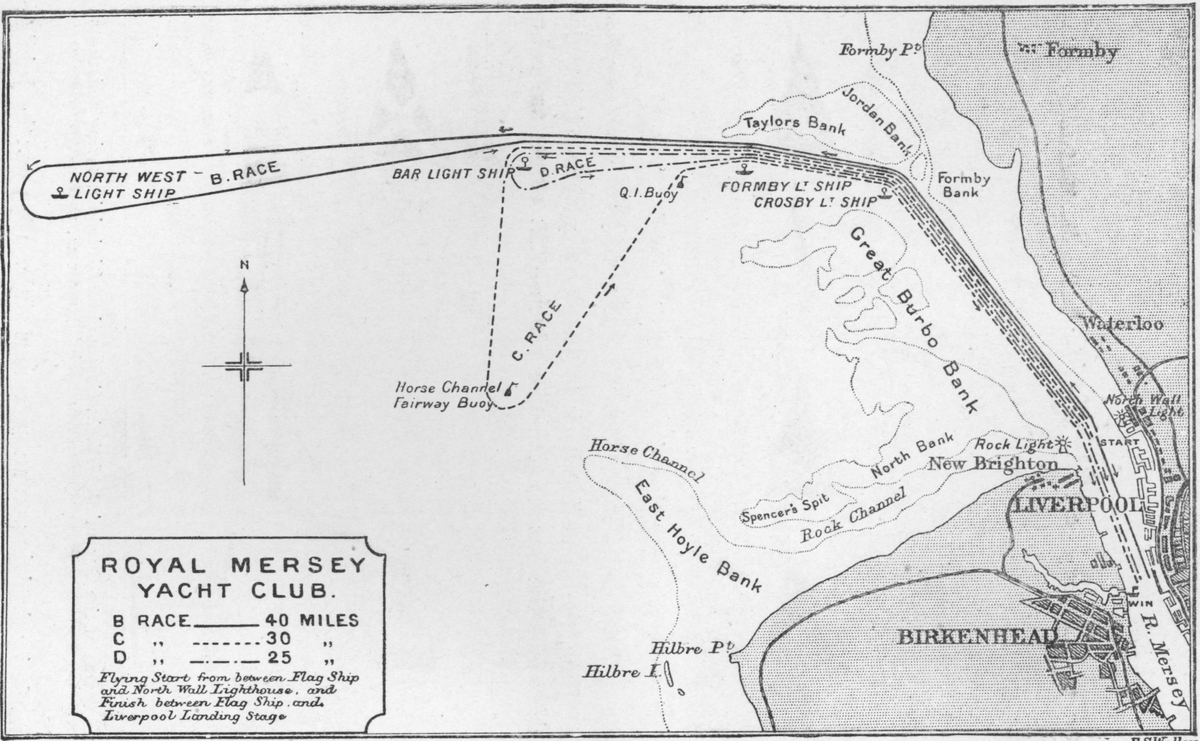 Formby Pt.
Formby
Jordan Bank
Taylors Bank
NORTH WEST
LIGHT SHIP
B. RACE
BAR LIGHT SHIP
D. RACE
Q.I. Buoy
FORMBY LT. SHIP
CROSBY LT. SHIP
Formby
Bank
N
Great Burbo Bank
C. RACE
Waterloo
Horse Channel
Fairway Buoy
North Wall
Light
START
Rock Light
New Brighton
North Bank
Horse Channel
LIVERPOOL
Spencer's Spit
Rock Channel
East Hoyle Bank
WIN
R. Mersey
BIRKENHEAD
Hilbre Pt.
Hilbre I.
ROYAL MERSEY
YACHT CLUB.
B RACE 40 MILES
C ,, 30 ,,
D ,, 25 ,,
Flying Start from between Flag Ship
and North Wall Lighthouse, and
Finish between Flag Ship, and
Liverpool Landing Stage